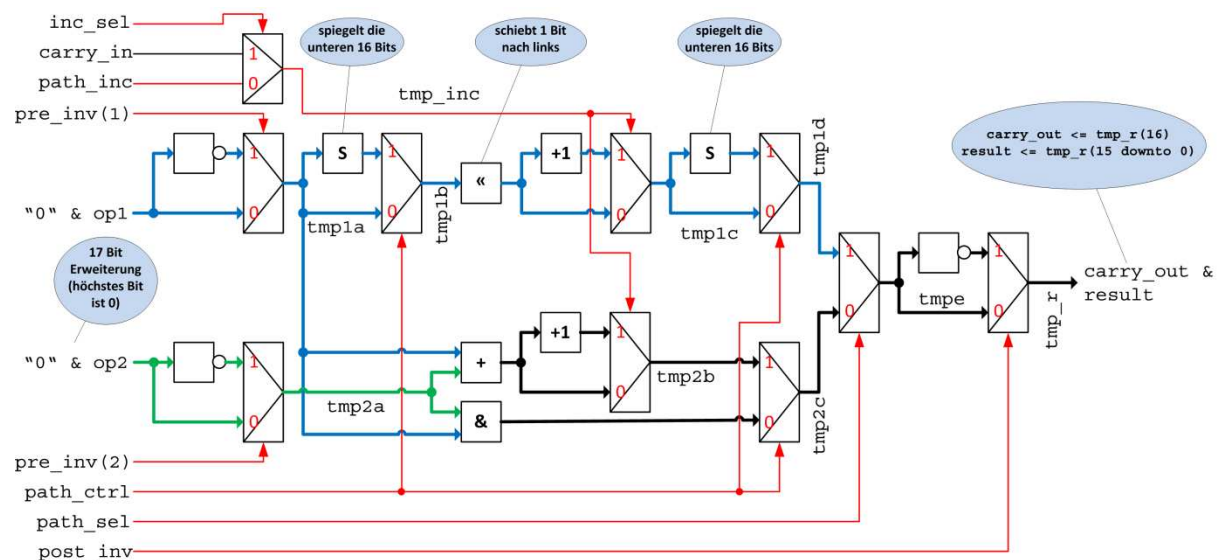 inc_sel
carry_in
path_inc
pre_inv(1)
1
0
spiegelt die
unteren 16 Bits
schiebt 1 Bit
nach links
spiegelt die
unteren 16 Bits
tmp_inc
tmp1d
carry_out <= tmp_r(16)
result <= tmp_r(15 downto 0)
1
S
1
«
+1
1
S
1
"0" & op1
0
tmp1a
0
tmp1b
0
tmp1c
0
17 Bit
Erweiterung
(höchstes Bit
ist 0)
1
0
tmpe
1
0
tmp_r
carry_out &
result
"0" & op2
1
0
tmp2a
+
&
+1
1
0
tmp2b
1
0
tmp2c
pre_inv(2)
path_ctrl
path_sel
post_inv